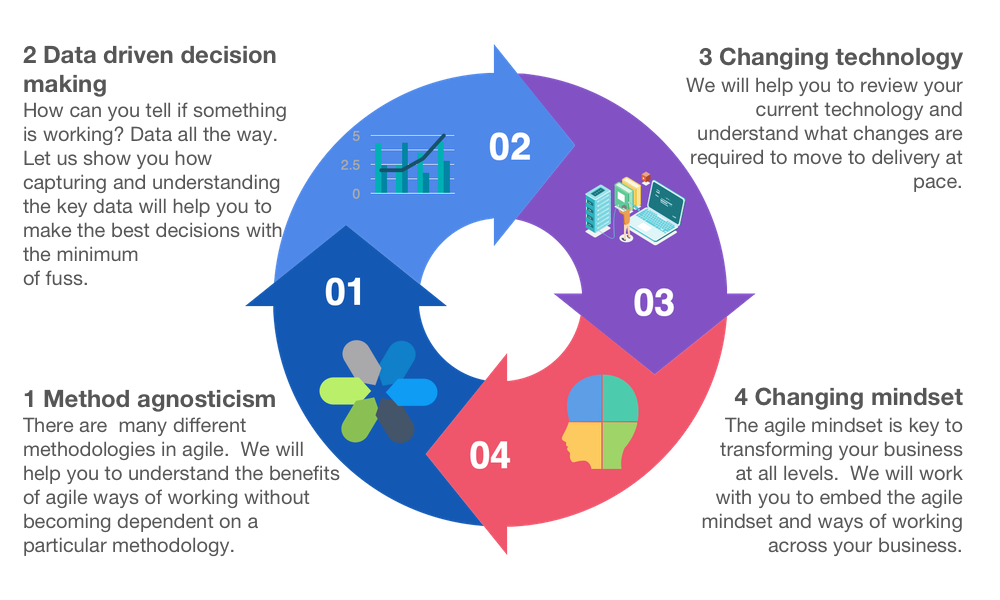 2 Data driven decision
making
How can you tell if something
is working? Data all the way.
Let us show you how
capturing and understanding
the key data will help you to
make the best decisions with
the minimum
of fuss.
3 Changing technology
We will help you to review your
current technology and
understand what changes are
required to move to delivery at
pace.
5
2.5
0
02
01
03
04
1 Method agnosticism
There are  many different
methodologies in agile.  We will
help you to understand the benefits
of agile ways of working without
becoming dependent on a
particular methodology.
4 Changing mindset
The agile mindset is key to
transforming your business
at all levels.  We will work
with you to embed the agile
mindset and ways of working
across your business.